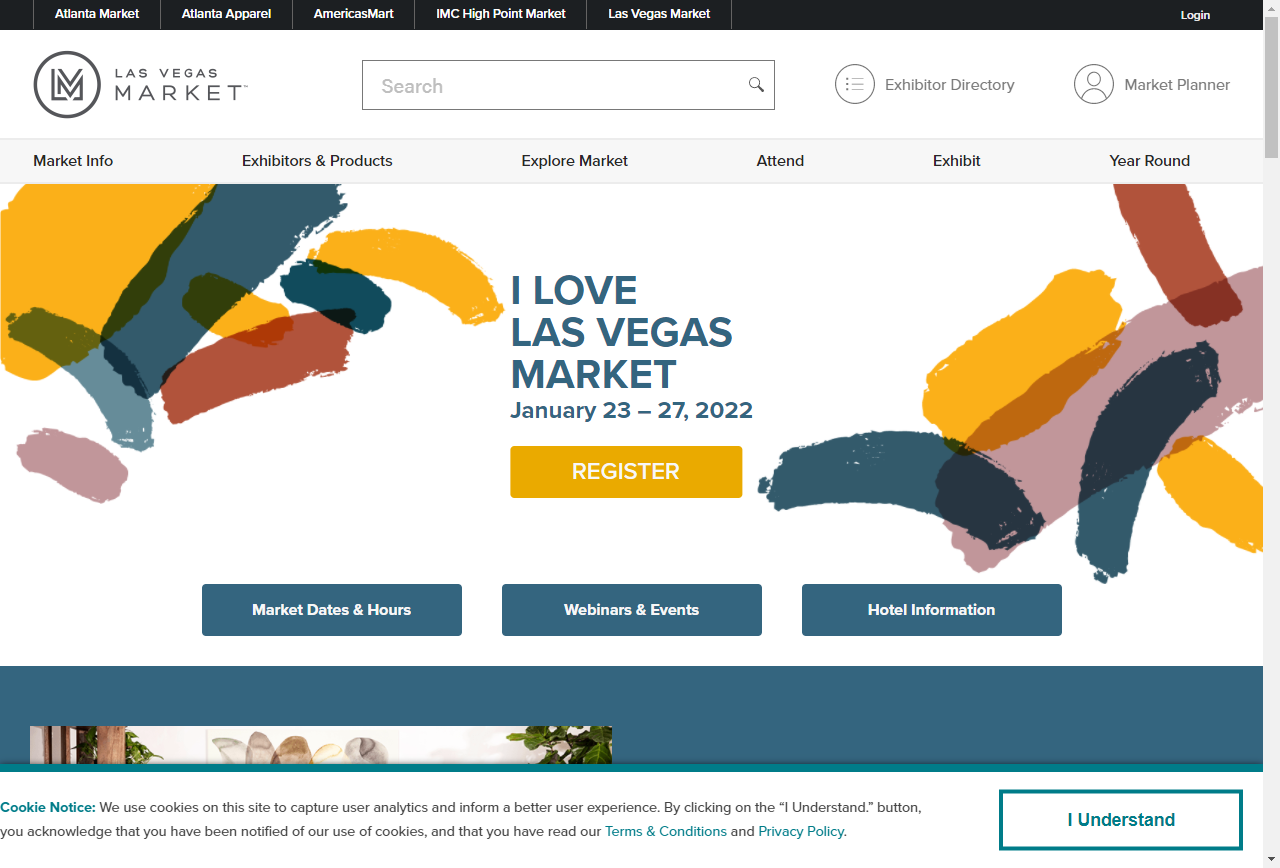 Atlanta Market
Atlanta Apparel
AmericasMart
IMC High Point Market
Las Vegas Market
Login
LM
LAS VEGAS
MARKET™
Search
Exhibitor Directory
Market Planner
Market Info
Exhibitors & Products
Explore Market
Attend
Exhibit
Year Round
I LOVE
LAS VEGAS
MARKET
January 23 – 27, 2022
REGISTER
Market Dates & Hours
Webinars & Events
Hotel Information
Cookie Notice: We use cookies on this site to capture user analytics and inform a better user experience. By clicking on the “I Understand.” button,
you acknowledge that you have been notified of our use of cookies, and that you have read our Terms & Conditions and Privacy Policy.
I Understand